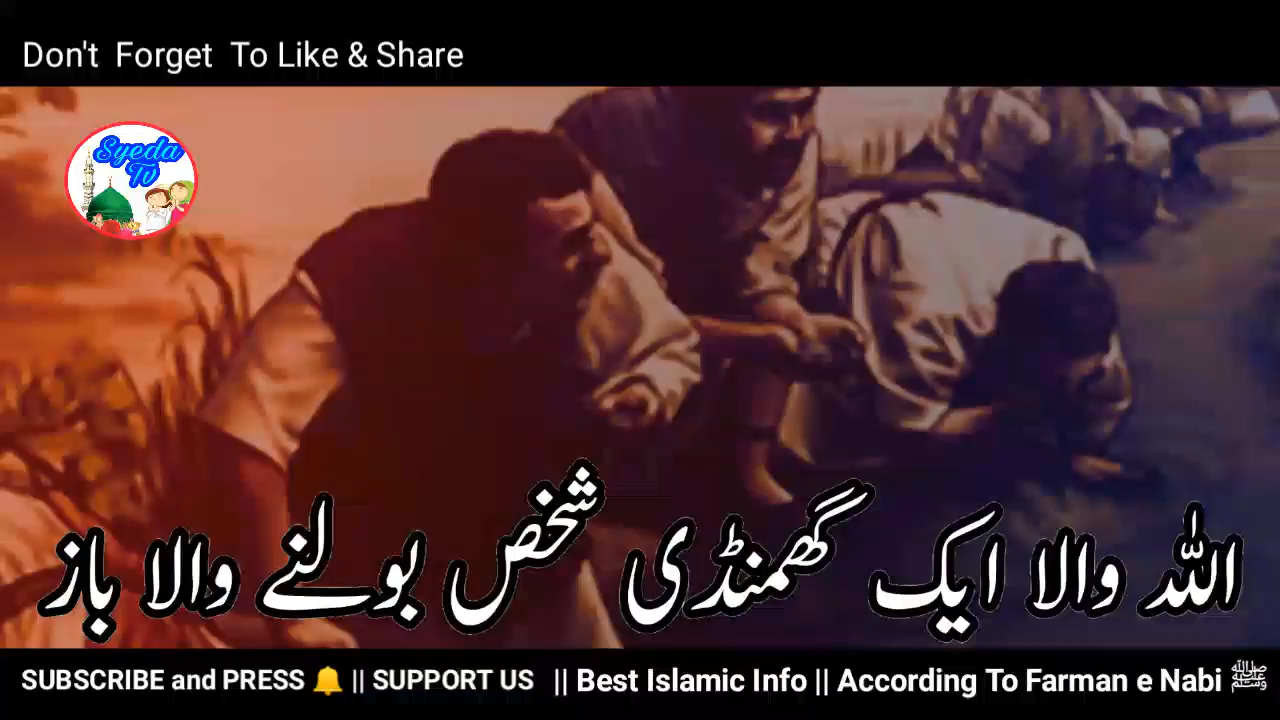 Don't Forget To Like & Share
Syeda
Tv
اللہ والا ایک گھمنڈی شخص بولنے والا باز
SUBSCRIBE and PRESS 🔔 || SUPPORT US || Best Islamic Info || According To Farman e Nabi ﷺ